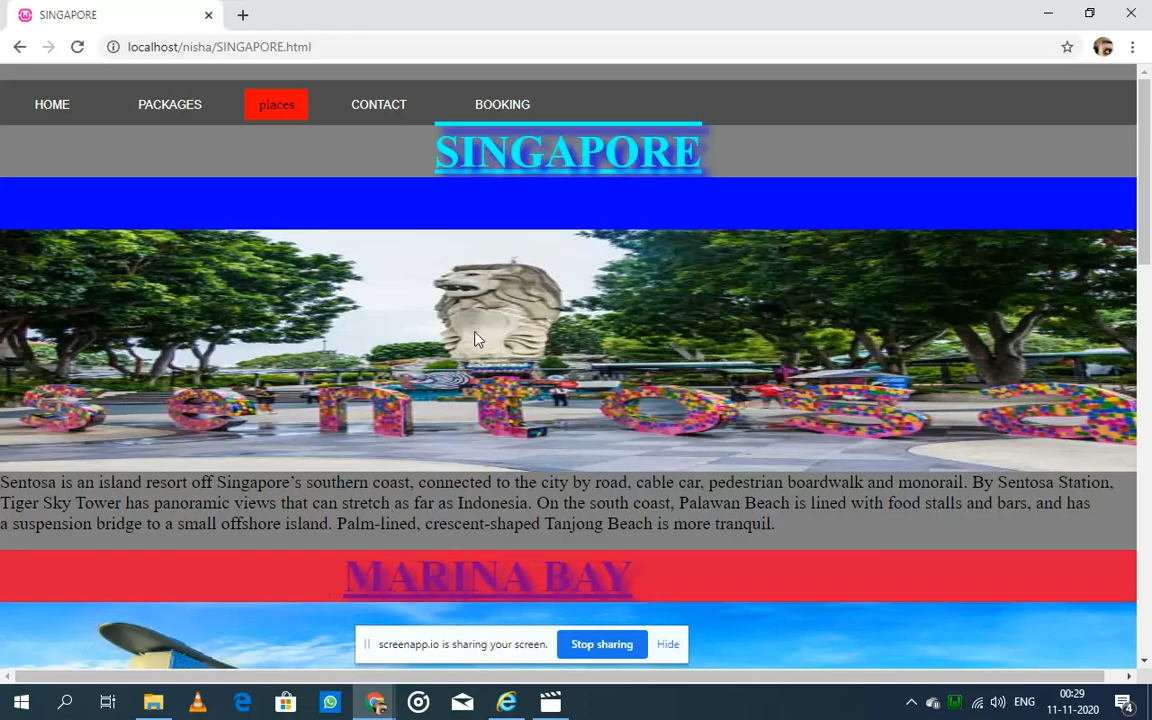 SINGAPORE
localhost/nisha/SINGAPORE.html
HOME PACKAGES places CONTACT BOOKING
SINGAPORE
sentosa
Sentosa is an island resort off Singapore’s southern coast, connected to the city by road, cable car, pedestrian boardwalk and monorail. By Sentosa Station,
Tiger Sky Tower has panoramic views that can stretch as far as Indonesia. On the south coast, Palawan Beach is lined with food stalls and bars, and has
a suspension bridge to a small offshore island. Palm-lined, crescent-shaped Tanjong Beach is more tranquil.
MARINA BAY
screenapp.io is sharing your screen. Stop sharing Hide
ENG
00:29
11-11-2020
4